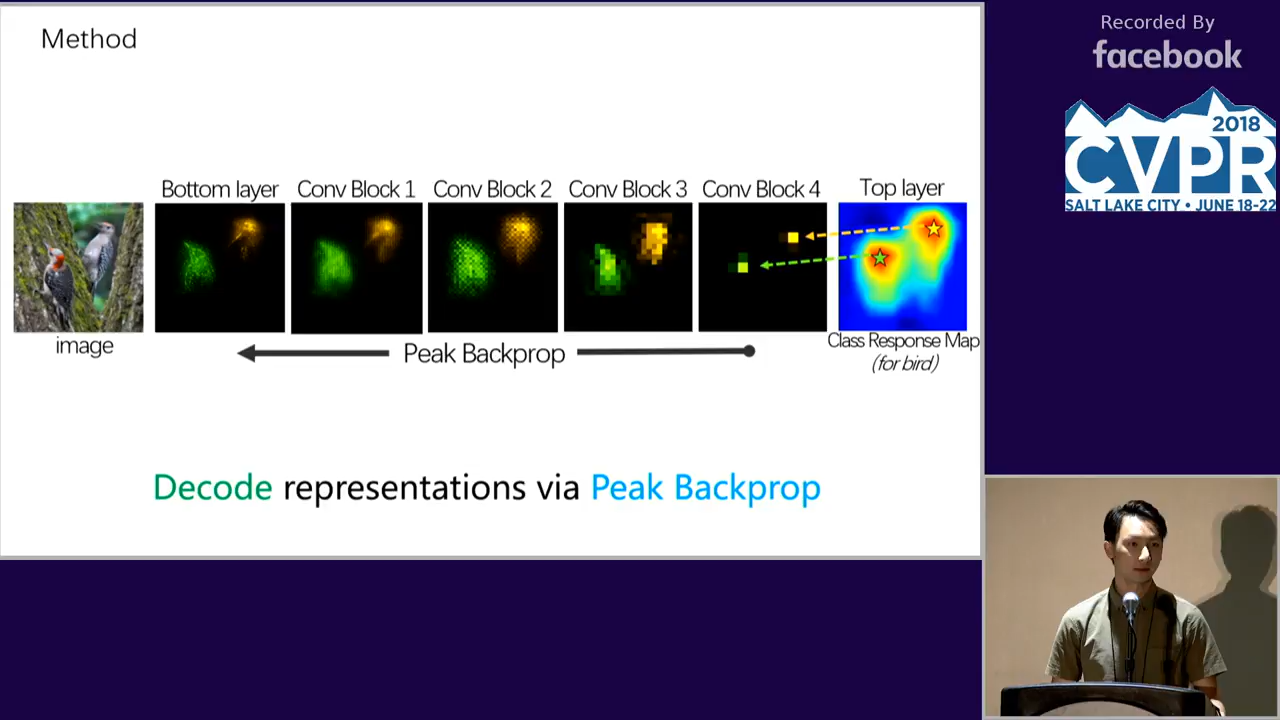 Method
Bottom layer Conv Block 1 Conv Block 2 Conv Block 3 Conv Block 4 Top layer
image
Class Response Map
(for bird)
Peak Backprop
Decode representations via Peak Backprop
Recorded By
facebook
2018
CVPR
SALT LAKE CITY • JUNE 18-22